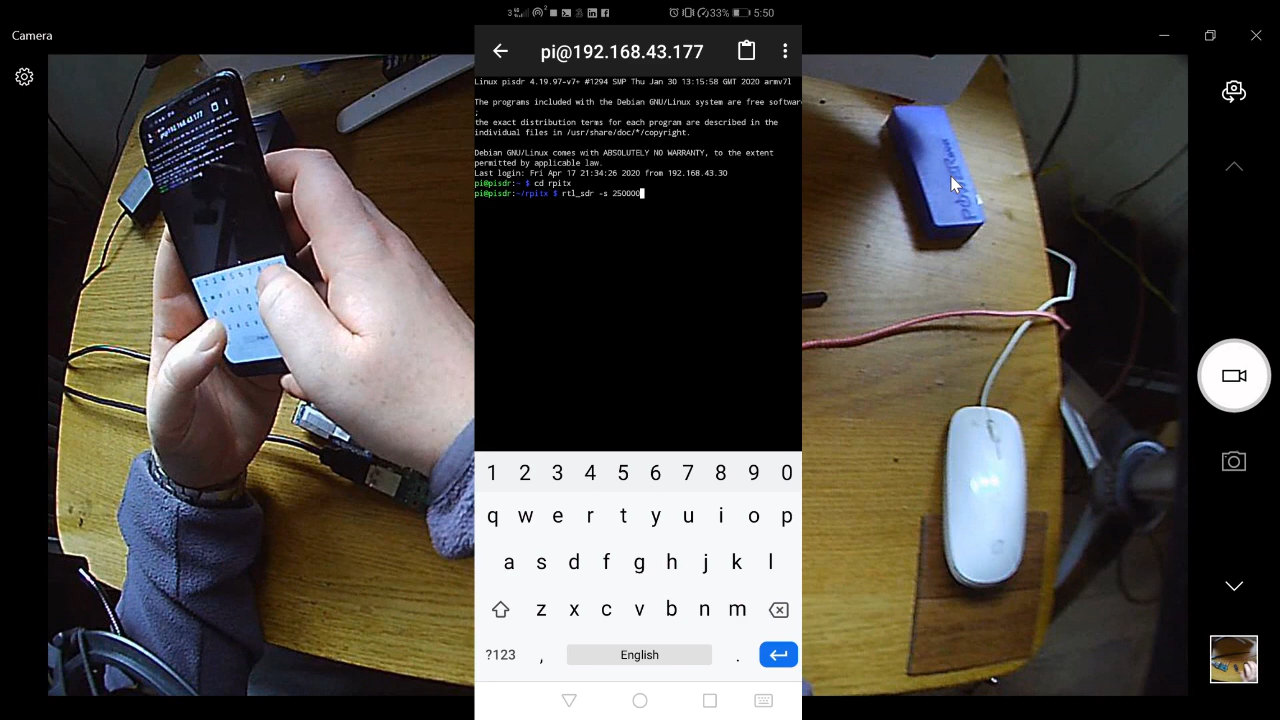 Camera
33% 5:50
pi@192.168.43.177
Linux pisdr 4.19.97-v7+ #1294 SMP Thu Jan 30 13:15:58 GMT 2020 armv7l
The programs included with the Debian GNU/Linux system are free softwar
;
the exact distribution terms for each program are described in the
individual files in /usr/share/doc/*/copyright.
Debian GNU/Linux comes with ABSOLUTELY NO WARRANTY, to the extent
permitted by applicable law.
Last login: Fri Apr 17 21:34:26 2020 from 192.168.43.30
pi@pisdr:~ $ cd rpitx
pi@pisdr:~/rpitx $ rtl_sdr -s 250000
1 2 3 4 5 6 7 8 9 0
q w e r t y u i o p
a s d f g h j k l
z x c v b n m
?123 , English .